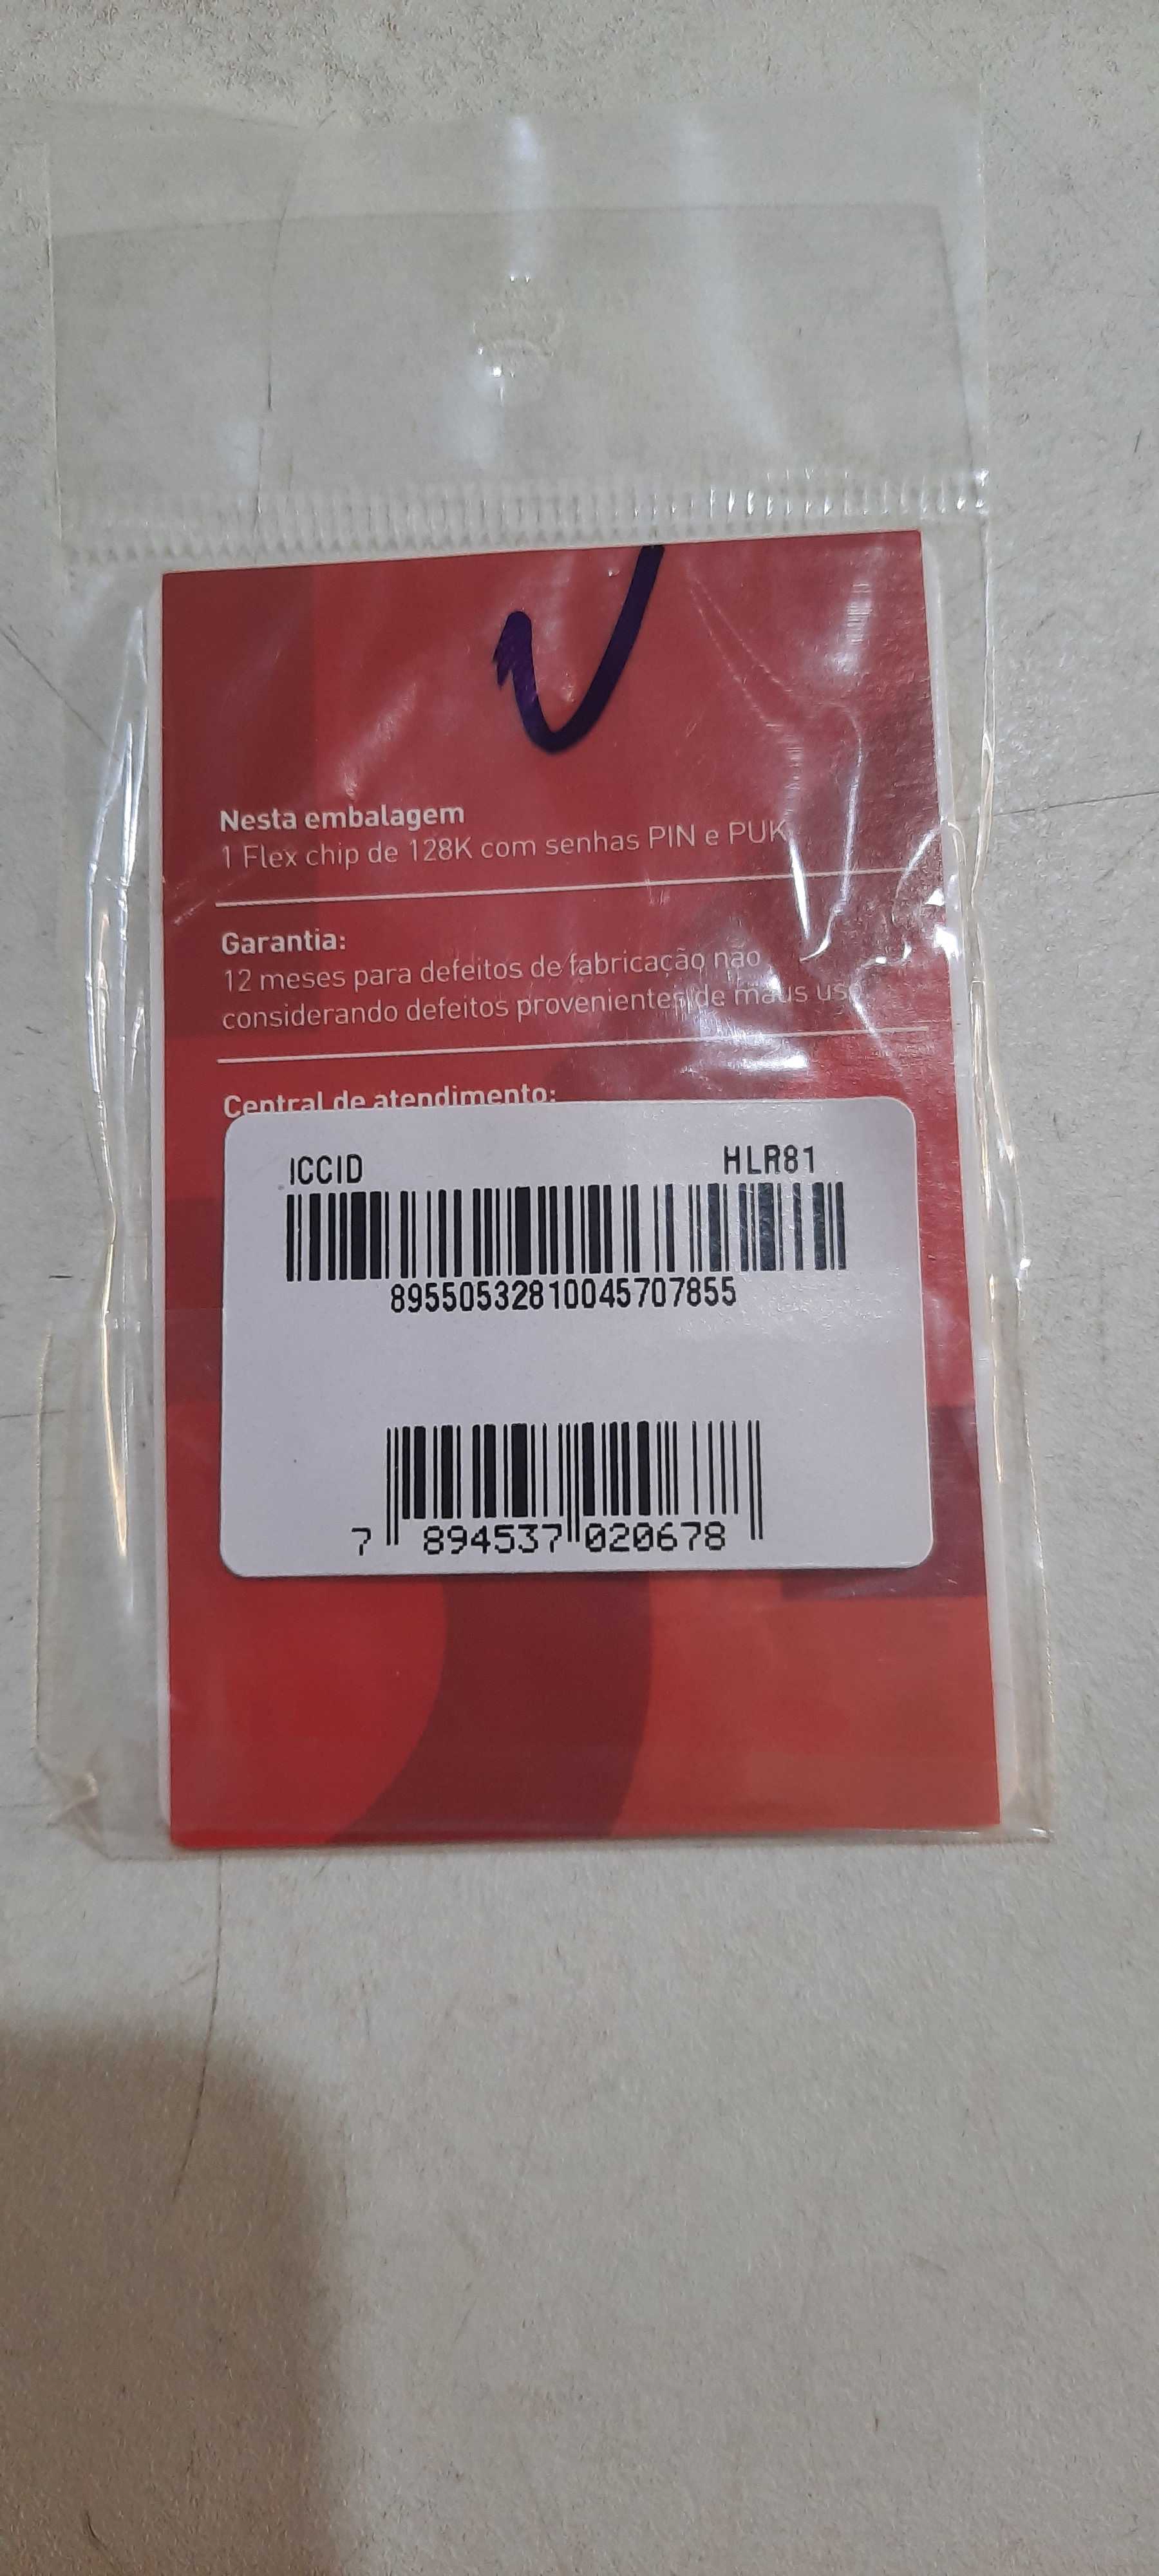 Nesta embalagem
1 Flex chip de 128K com senhas PIN e PUK
Garantia:
12 meses para defeitos de fabricação não
considerando defeitos provenientes de maus uso
Central de atendimento:
ICCID HLR81
89550532810045707855
7 894537 020678